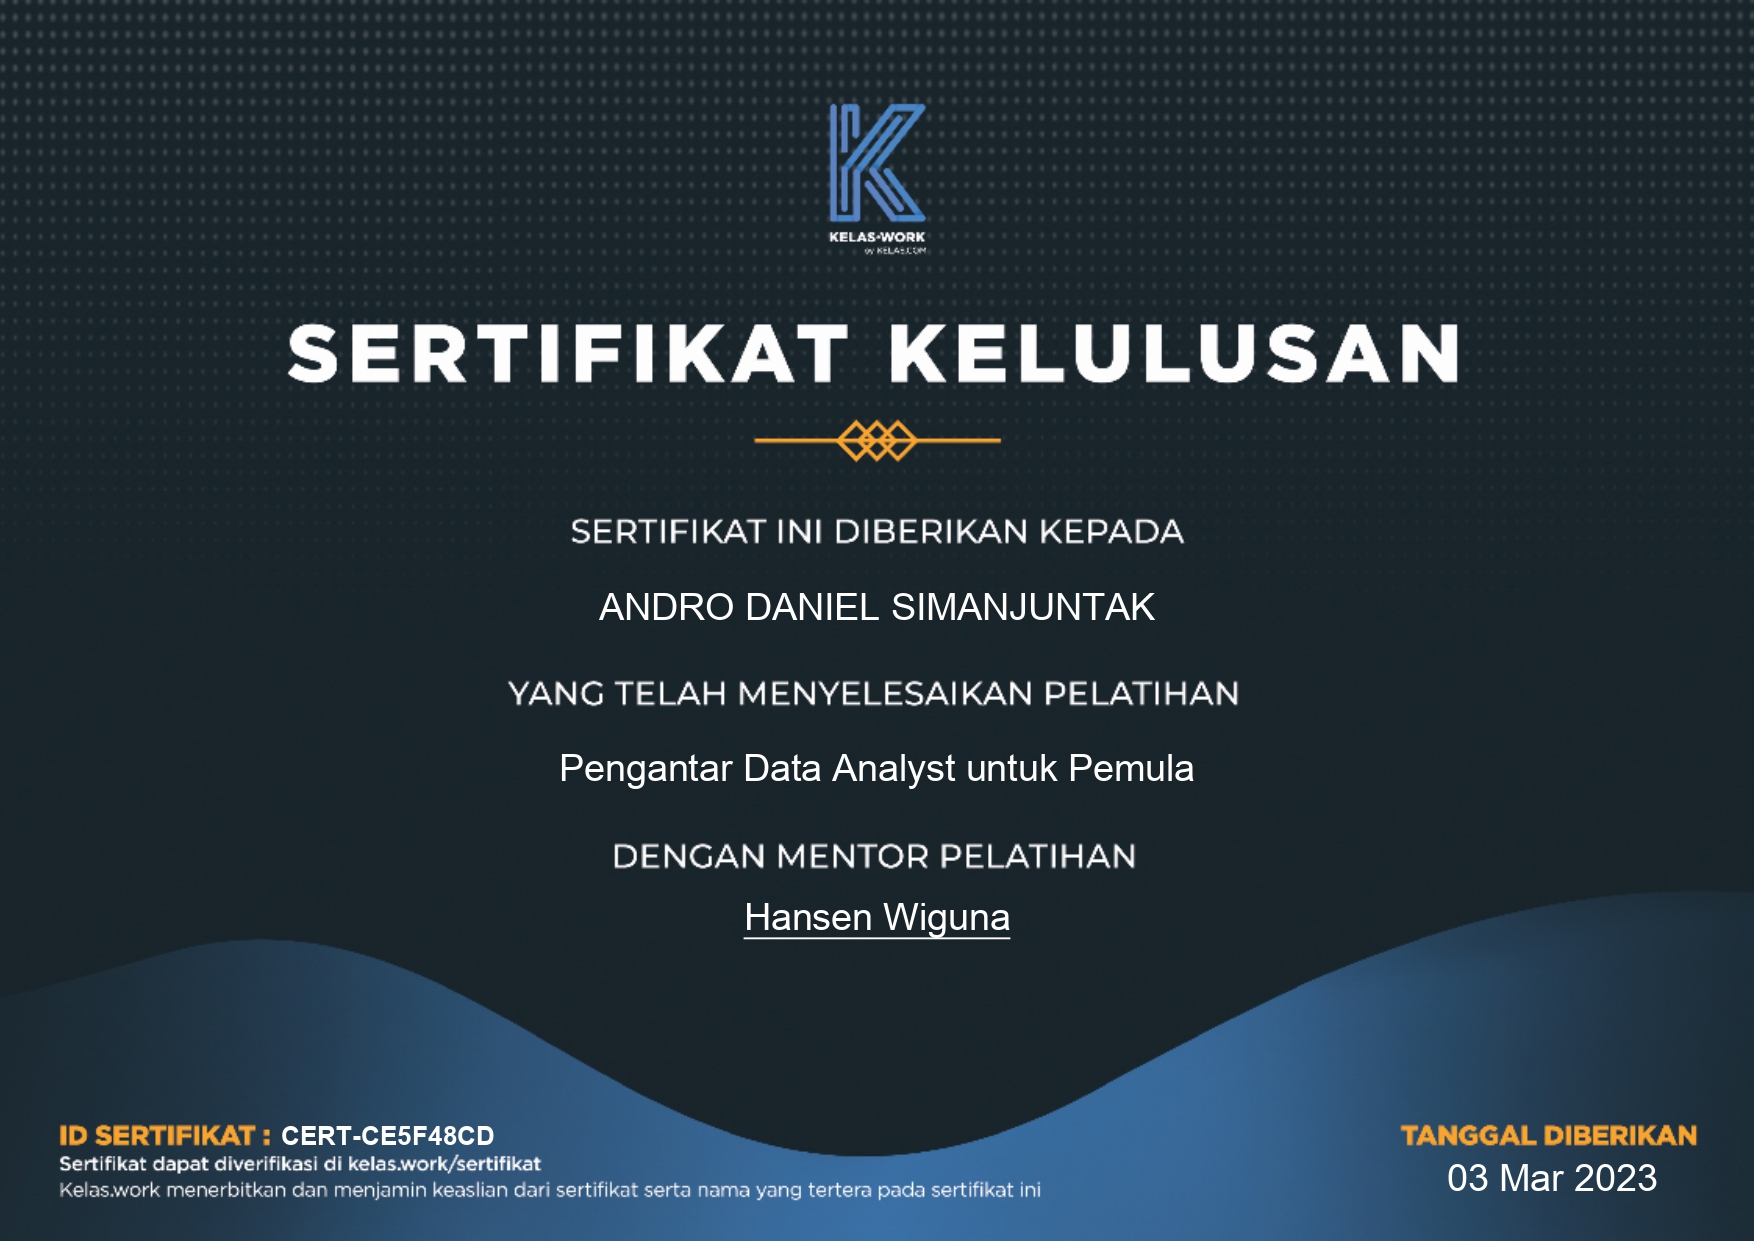 KELAS•WORK
by KELAS.COM
SERTIFIKAT KELULUSAN
SERTIFIKAT INI DIBERIKAN KEPADA
ANDRO DANIEL SIMANJUNTAK
YANG TELAH MENYELESAIKAN PELATIHAN
Pengantar Data Analyst untuk Pemula
DENGAN MENTOR PELATIHAN
Hansen Wiguna
ID SERTIFIKAT : CERT-CE5F48CD
Sertifikat dapat diverifikasi di kelas.work/sertifikat
Kelas.work menerbitkan dan menjamin keaslian dari sertifikat serta nama yang tertera pada sertifikat ini
TANGGAL DIBERIKAN
03 Mar 2023